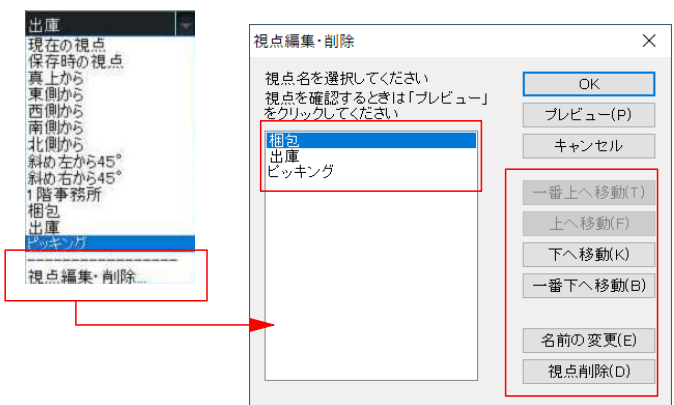 出庫
現在の視点
保存時の視点
真上から
東側から
西側から
南側から
北側から
斜め左から45°
斜め右から45°
1階事務所
梱包
出庫
ピッキング
------------------
視点編集・削除...
視点編集・削除
視点名を選択してください
視点を確認するときは「プレビュー」
をクリックしてください
梱包
出庫
ピッキング
OK
プレビュー(P)
キャンセル
一番上へ移動(T)
上へ移動(F)
下へ移動(K)
一番下へ移動(B)
名前の変更(E)
視点削除(D)